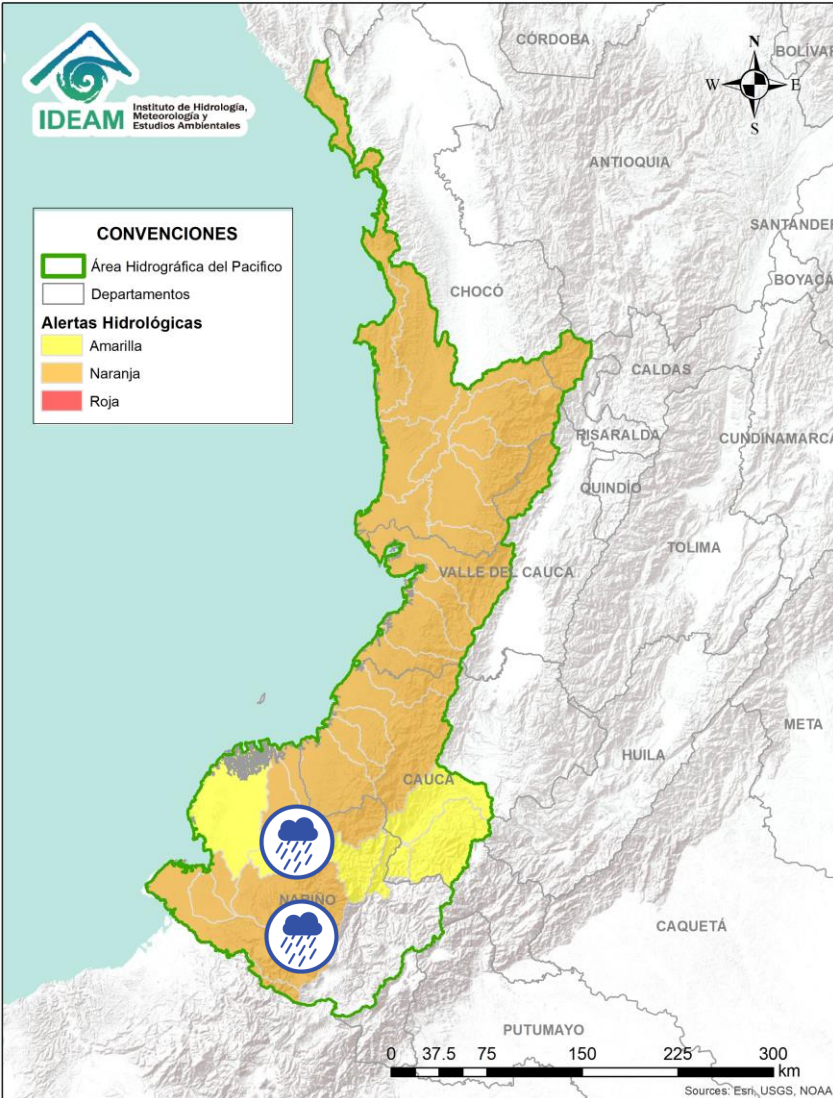 IDEAM
Instituto de Hidrología,
Meteorología y
Estudios Ambientales
N
W
E
S
CÓRDOBA
BOLÍVAR
ANTIOQUIA
SANTANDER
BOYACÁ
CONVENCIONES
Área Hidrográfica del Pacifico
Departamentos
Alertas Hidrológicas
Amarilla
Naranja
Roja
CHOCÓ
CALDAS
RISARALDA
CUNDINAMARCA
QUINDÍO
TOLIMA
VALLE DEL CAUCA
META
HUILA
CAUCA
NARIÑO
CAQUETÁ
PUTUMAYO
0 37.5 75 150 225 300
km
Sources: Esri, USGS, NOAA